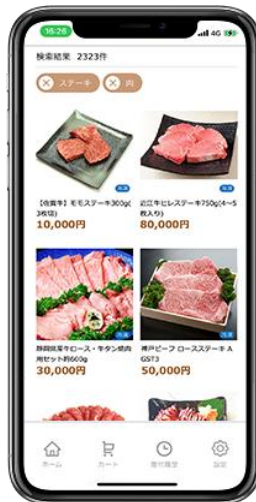 16:26
4G
検索結果 2323件
ステーキ
肉
冷凍
冷凍
【佐賀牛】モモステーキ300g(
3枚切)
10,000円
近江牛ヒレステーキ750g(4〜5
枚入り)
80,000円
冷凍
冷凍
静岡県産牛ロース・牛タン焼肉
用セット約600g
30,000円
神戸ビーフ ロースステーキ A
GST3
50,000円
ホーム
カート
寄付履歴
設定